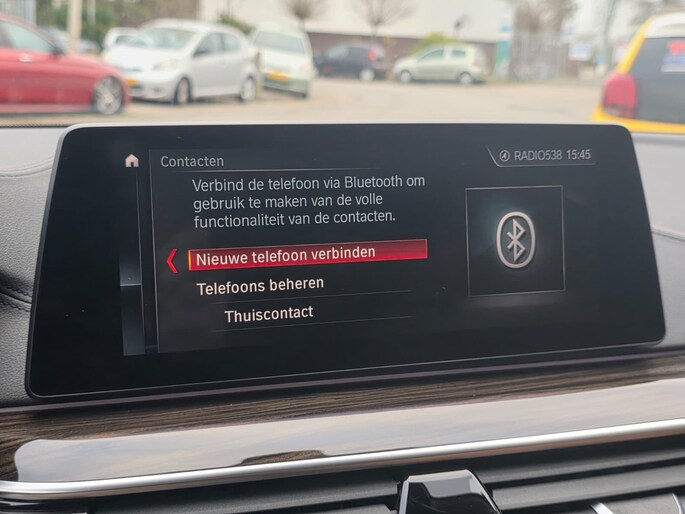 Contacten
RADIO538 15:45
Verbind de telefoon via Bluetooth om
gebruik te maken van de volle
functionaliteit van de contacten.
Nieuwe telefoon verbinden
Telefoons beheren
Thuiscontact